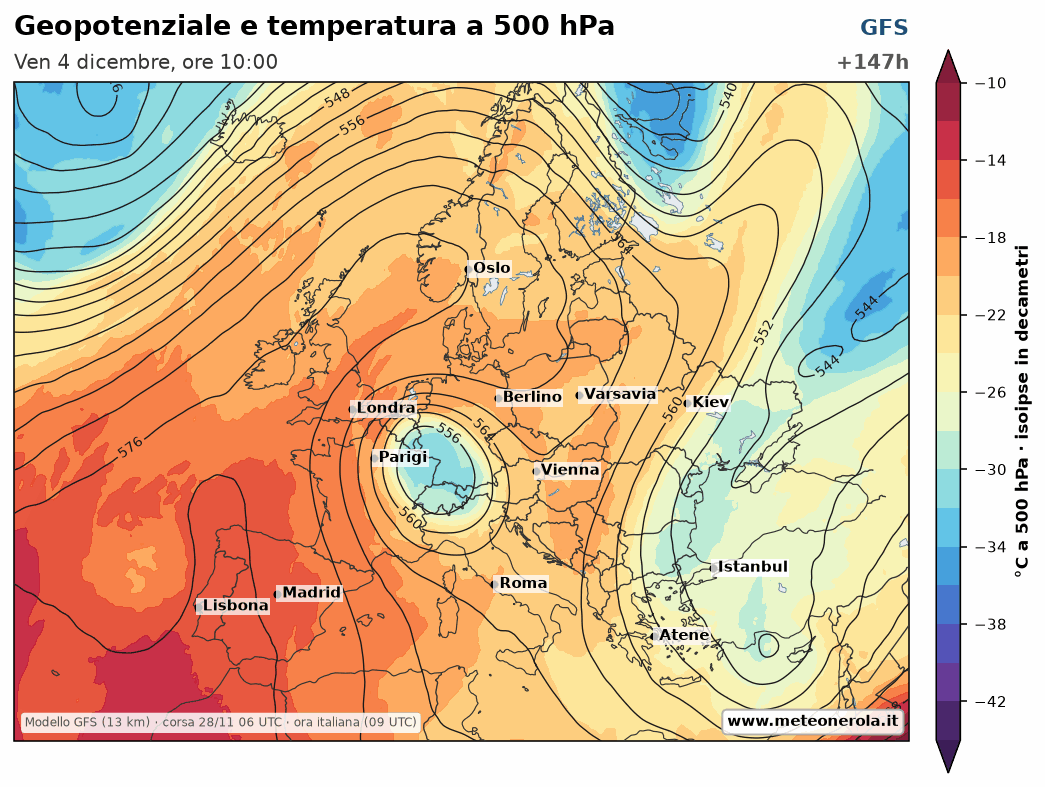 Geopotenziale e temperatura a 500 hPa
GFS
Ven 4 dicembre, ore 10:00
+147h
548
556
540
564
552
544
544
576
560
556
564
560
Oslo
Londra
Berlino
Varsavia
Kiev
Parigi
Vienna
Istanbul
Roma
Madrid
Lisbona
Atene
Modello GFS (13 km) · corsa 28/11 06 UTC · ora italiana (09 UTC)
www.meteonerola.it
−10
−14
−18
−22
−26
−30
−34
−38
−42
°C a 500 hPa · isoipse in decametri